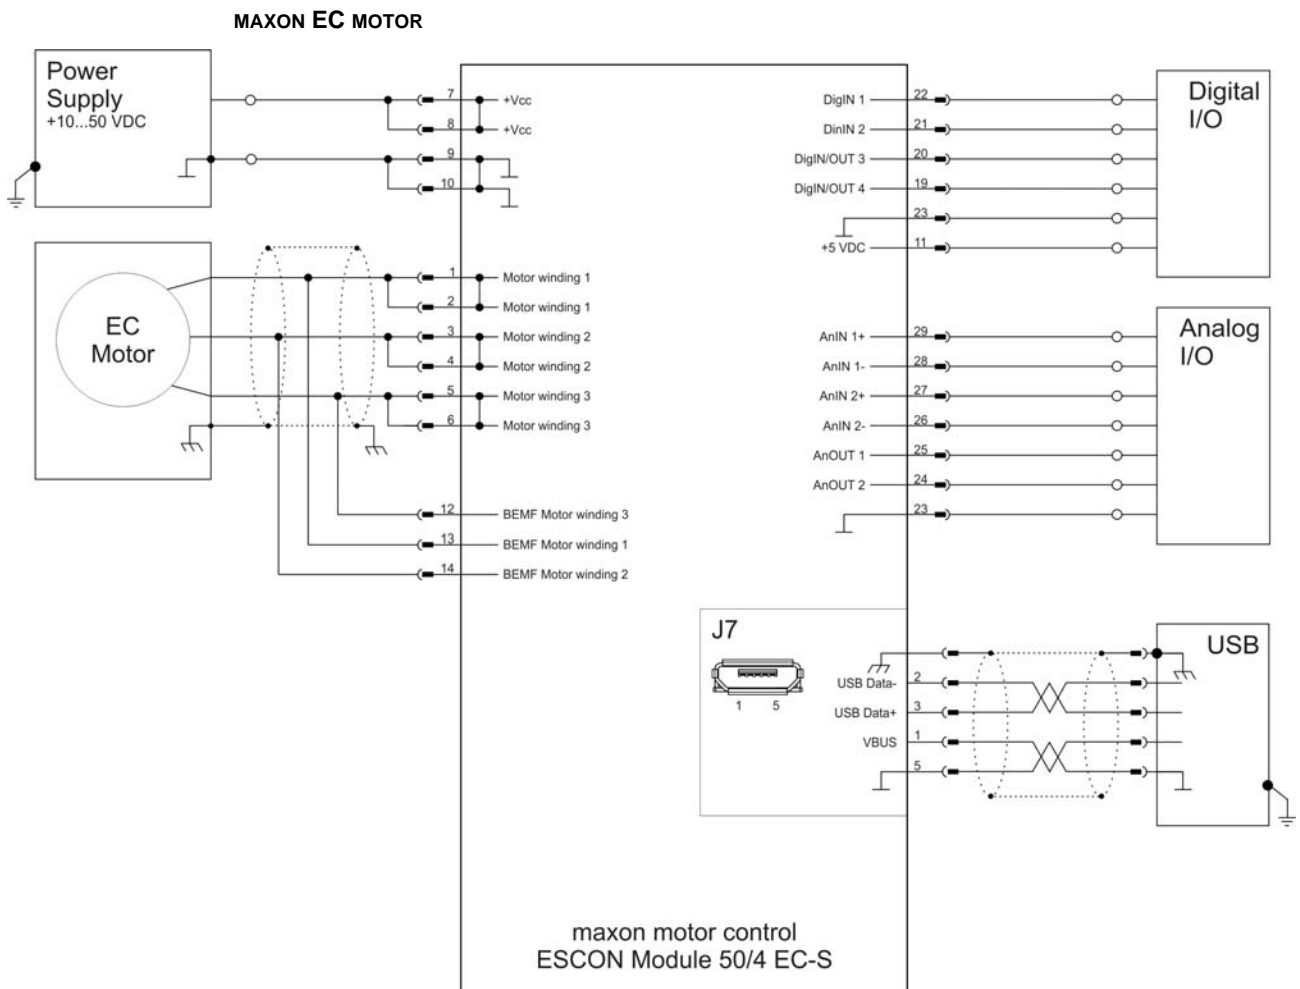 MAXON EC MOTOR
Power
Supply
+10...50 VDC
7 +Vcc
8 +Vcc
9
10
EC
Motor
1 Motor winding 1
2 Motor winding 1
3 Motor winding 2
4 Motor winding 2
5 Motor winding 3
6 Motor winding 3
12 BEMF Motor winding 3
13 BEMF Motor winding 1
14 BEMF Motor winding 2
DigIN 1 22
DinIN 2 21
DigIN/OUT 3 20
DigIN/OUT 4 19
23
+5 VDC 11
Digital
I/O
AnIN 1+ 29
AnIN 1- 28
AnIN 2+ 27
AnIN 2- 26
AnOUT 1 25
AnOUT 2 24
23
Analog
I/O
J7
1 5
USB Data- 2
USB Data+ 3
VBUS 1
5
USB
maxon motor control
ESCON Module 50/4 EC-S